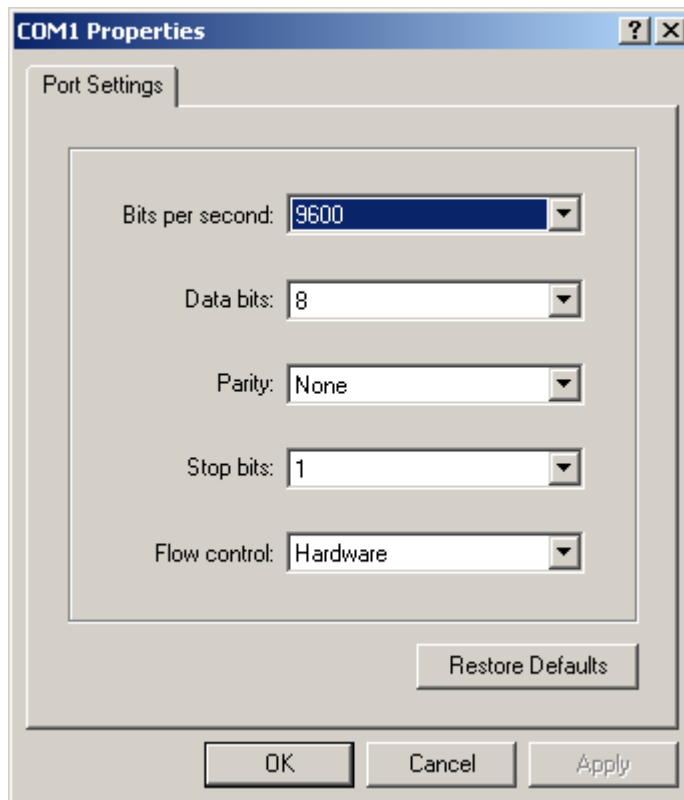 COM1 Properties
Port Settings
Bits per second: 9600
Data bits: 8
Parity: None
Stop bits: 1
Flow control: Hardware
Restore Defaults
OK Cancel Apply